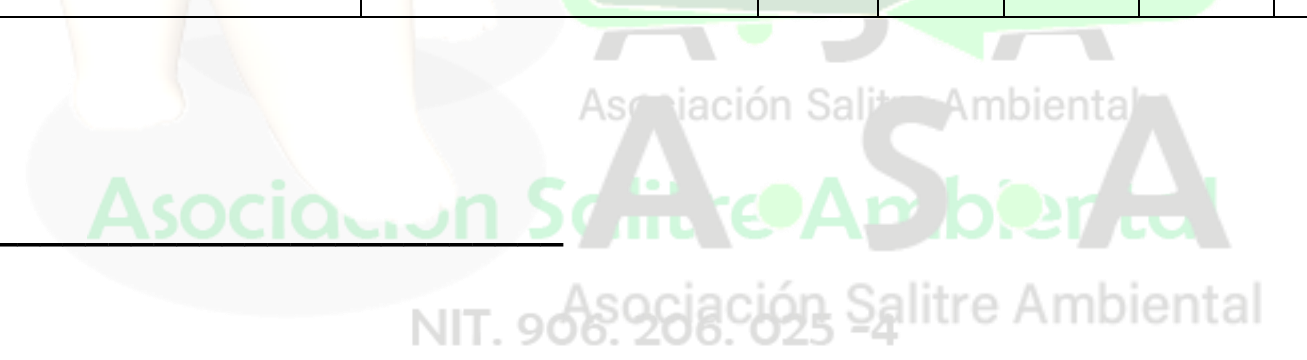 A·S·A
Asociación Salitre Ambiental
A·S·A
Asociación Salitre Ambiental
Asociación Salitre Ambiental
NIT. 906. 206. 025 -4